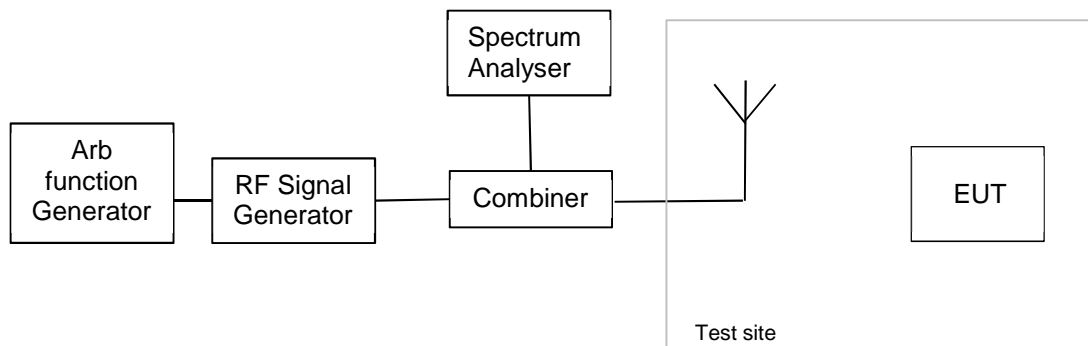 Spectrum
Analyser
Arb
function
Generator
RF Signal
Generator
Combiner
EUT
Test site